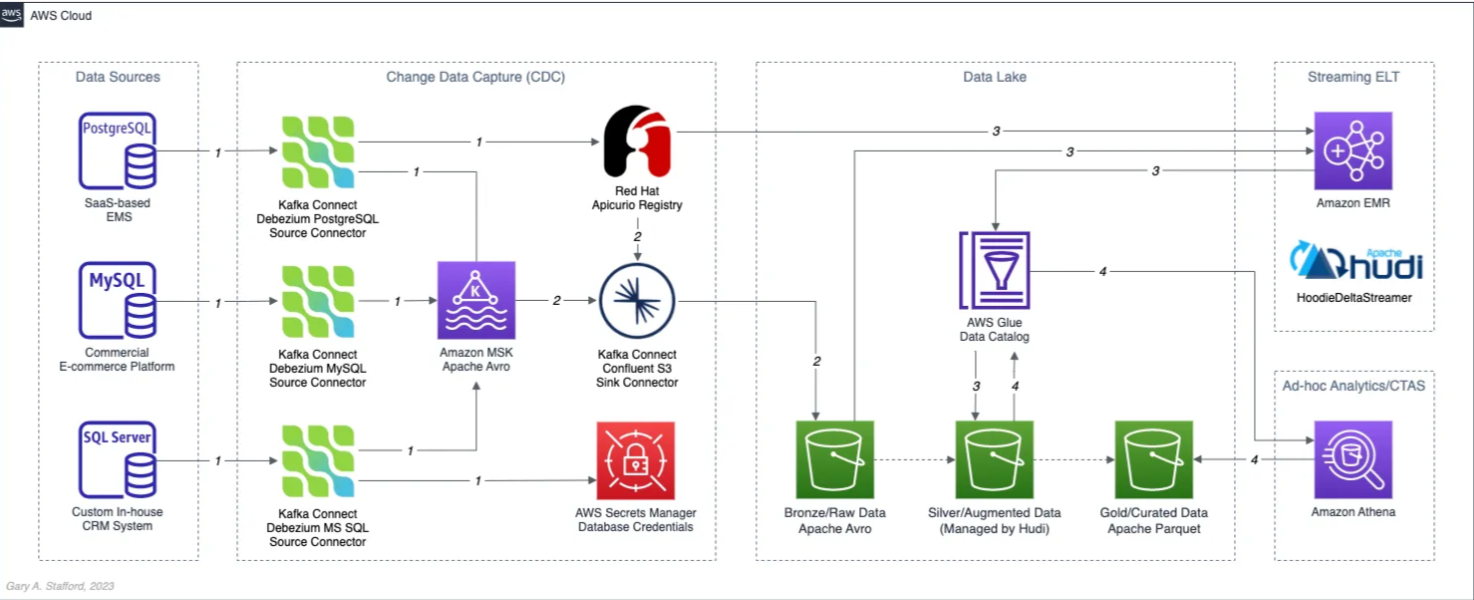 aws
AWS Cloud
Data Sources
PostgreSQL
SaaS-based
EMS
MySQL
Commercial
E-commerce Platform
SQL Server
Custom In-house
CRM System
1
1
1
Change Data Capture (CDC)
Kafka Connect
Debezium PostgreSQL
Source Connector
Kafka Connect
Debezium MySQL
Source Connector
Kafka Connect
Debezium MS SQL
Source Connector
1
1
1
1
1
K
Amazon MSK
Apache Avro
Red Hat
Apicurio Registry
2
2
Kafka Connect
Confluent S3
Sink Connector
AWS Secrets Manager
Database Credentials
Data Lake
3
3
3
AWS Glue
Data Catalog
4
2
3
4
Bronze/Raw Data
Apache Avro
Silver/Augmented Data
(Managed by Hudi)
Gold/Curated Data
Apache Parquet
4
Streaming ELT
Amazon EMR
Apache
hudi
HoodieDeltaStreamer
Ad-hoc Analytics/CTAS
Amazon Athena
Gary A. Stafford, 2023